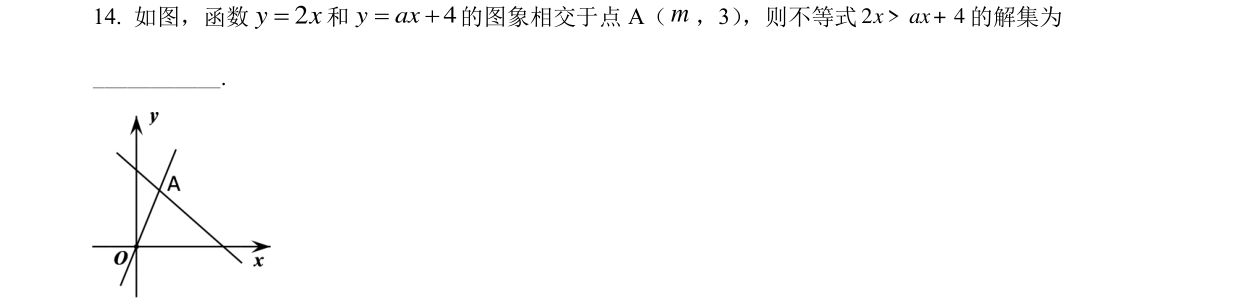 14. 如图，函数 y=2x 和 y=ax+4 的图象相交于点 A（m，3），则不等式 2x> ax+ 4 的解集为
__________.
y
A
O
x